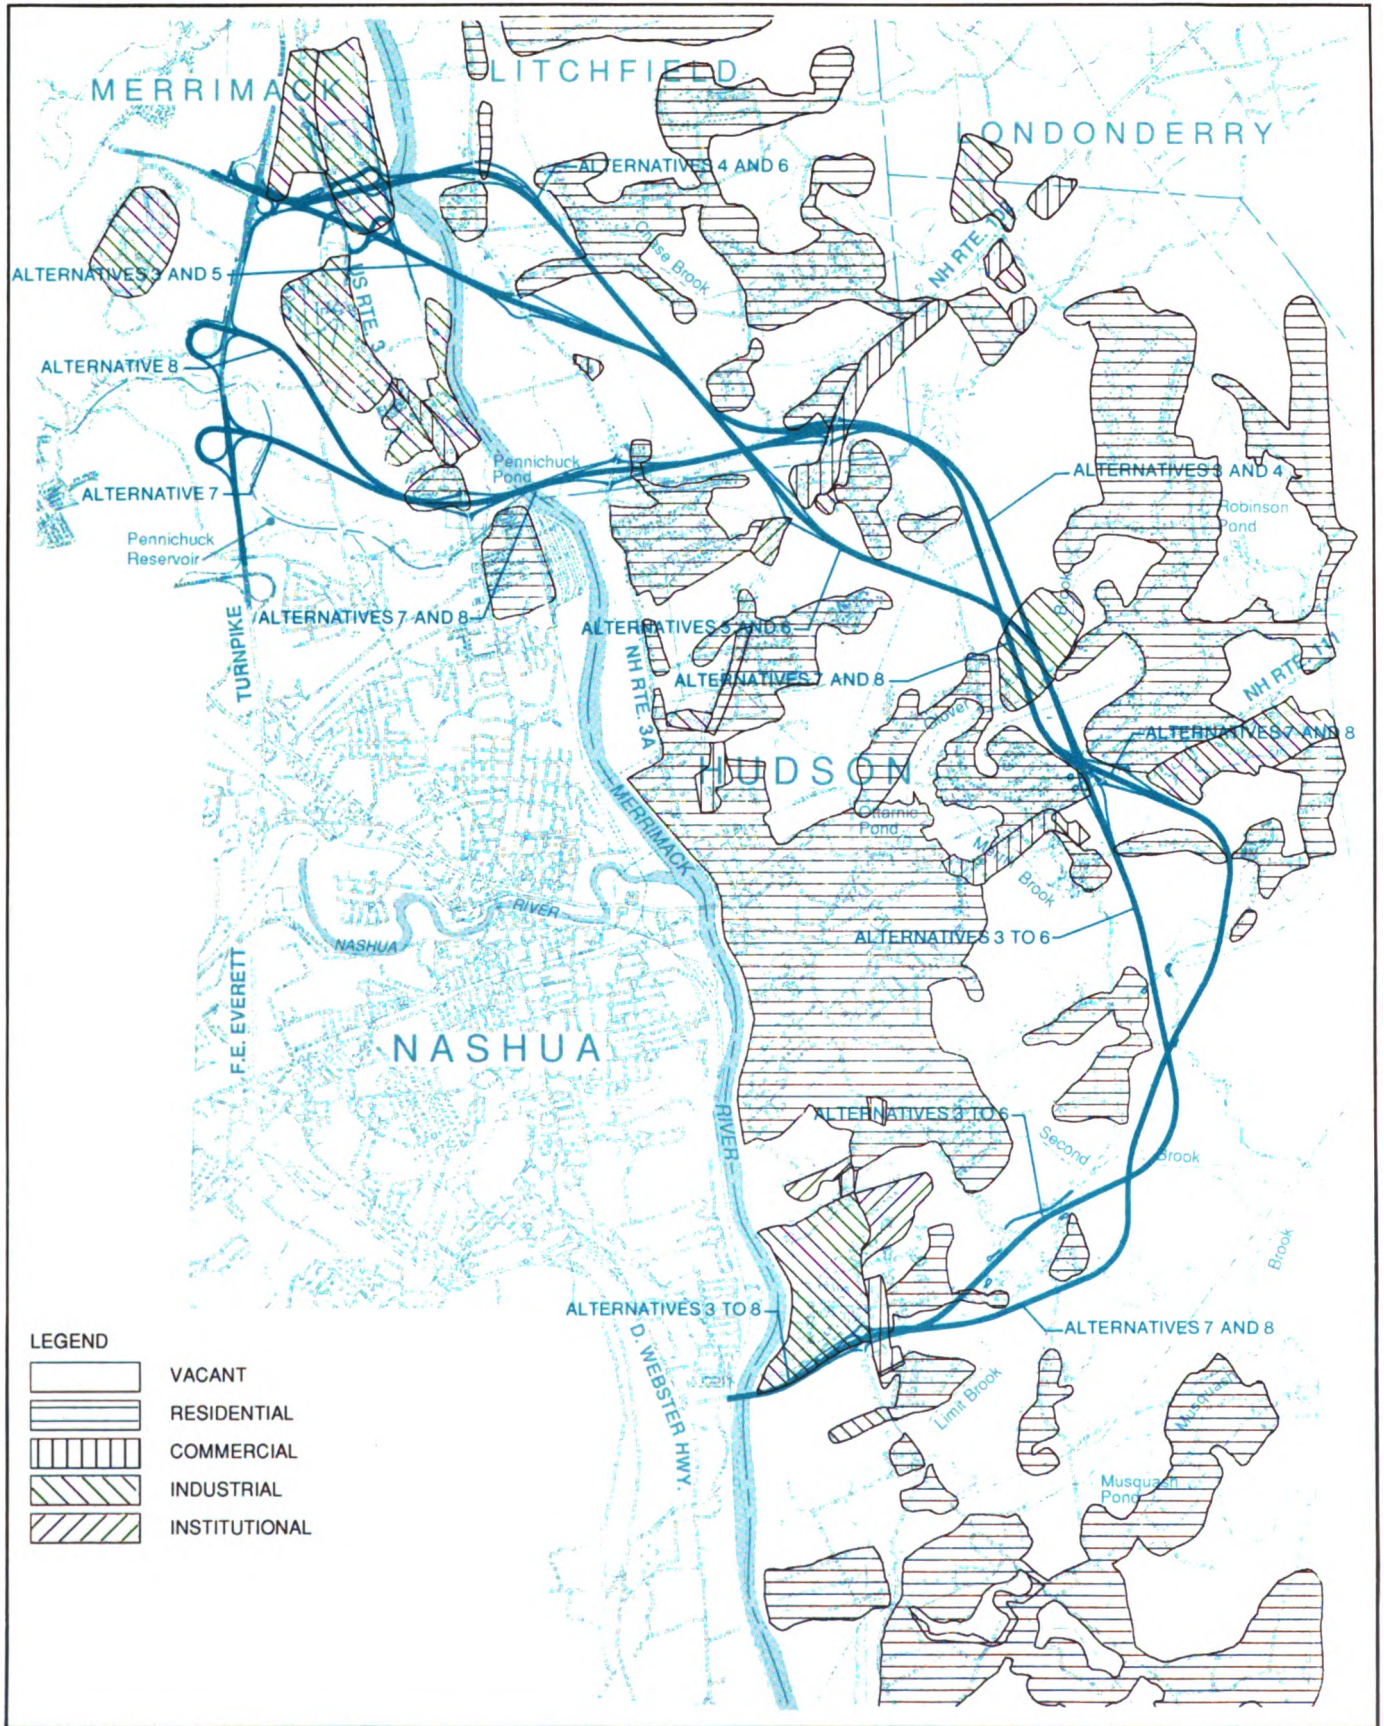 MERRIMACK
LITCHFIELD
LONDONDERRY
ALTERNATIVES 4 AND 6
Chase Brook
NH RTE. 102
ALTERNATIVES 3 AND 5
US RTE. 3
ALTERNATIVE 8
Pennichuck
Pond
ALTERNATIVES 3 AND 4
ALTERNATIVE 7
Robinson
Pond
Pennichuck
Reservoir
Brook
ALTERNATIVES 7 AND 8
ALTERNATIVES 5 AND 6
TURNPIKE
NH RTE. 3A
ALTERNATIVES 7 AND 8
NH RTE. 111
Glover
ALTERNATIVES 7 AND 8
HUDSON
MERRIMACK
Ottarnic
Pond
Merrill
Brook
RIVER
NASHUA
ALTERNATIVES 3 TO 6
F.E. EVERETT
NASHUA
RIVER
ALTERNATIVES 3 TO 6
Second
Brook
Brook
ALTERNATIVES 3 TO 8
ALTERNATIVES 7 AND 8
D. WEBSTER HWY.
Limit Brook
Musquash
Musquash
Pond
LEGEND
VACANT
RESIDENTIAL
COMMERCIAL
INDUSTRIAL
INSTITUTIONAL